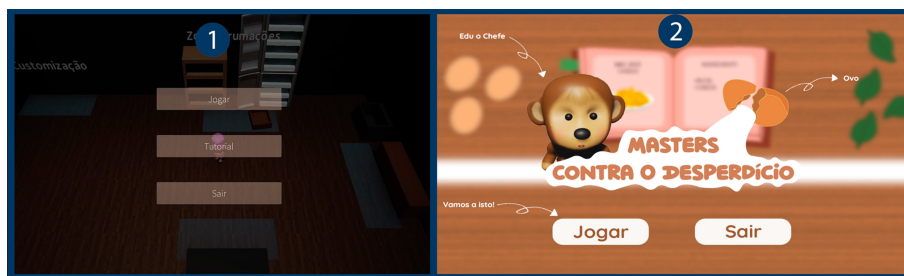 1
Customização
Jogar
Tutorial
Sair
2
Edu o Chefe
Ovo
MASTERS
CONTRA O DESPERDÍCIO
Vamos a isto!
Jogar
Sair